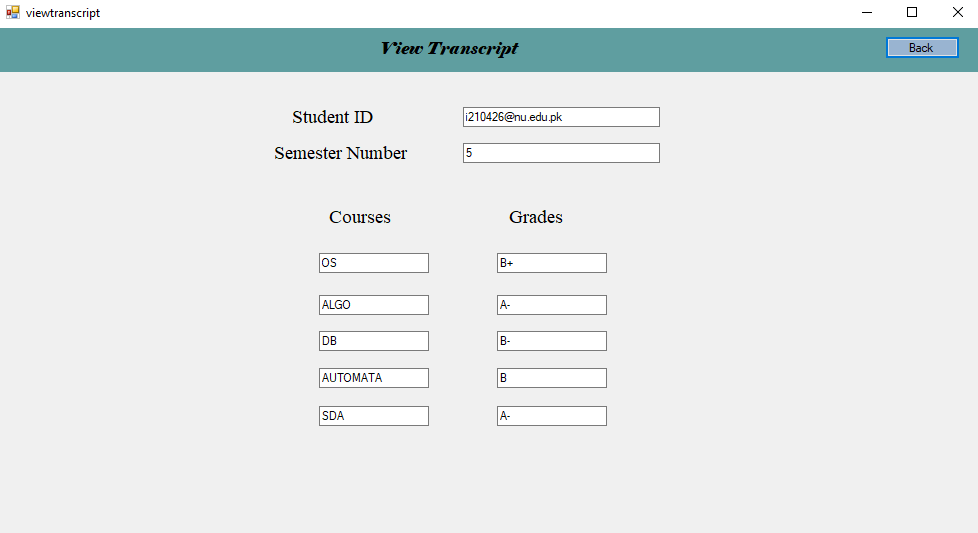 viewtranscript
View Transcript
Back
Student ID i210426@nu.edu.pk
Semester Number 5
Courses Grades
OS B+
ALGO A-
DB B-
AUTOMATA B
SDA A-